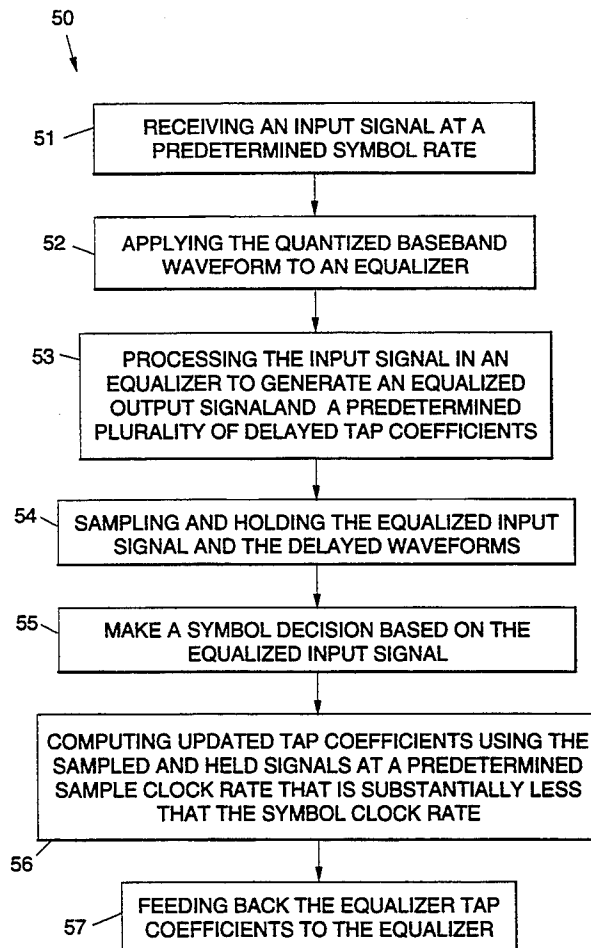 50
51
RECEIVING AN INPUT SIGNAL AT A
PREDETERMINED SYMBOL RATE
52
APPLYING THE QUANTIZED BASEBAND
WAVEFORM TO AN EQUALIZER
53
PROCESSING THE INPUT SIGNAL IN AN
EQUALIZER TO GENERATE AN EQUALIZED
OUTPUT SIGNALAND A PREDETERMINED
PLURALITY OF DELAYED TAP COEFFICIENTS
54
SAMPLING AND HOLDING THE EQUALIZED INPUT
SIGNAL AND THE DELAYED WAVEFORMS
55
MAKE A SYMBOL DECISION BASED ON THE
EQUALIZED INPUT SIGNAL
COMPUTING UPDATED TAP COEFFICIENTS USING THE
SAMPLED AND HELD SIGNALS AT A PREDETERMINED
SAMPLE CLOCK RATE THAT IS SUBSTANTIALLY LESS
THAT THE SYMBOL CLOCK RATE
56
57
FEEDING BACK THE EQUALIZER TAP
COEFFICIENTS TO THE EQUALIZER